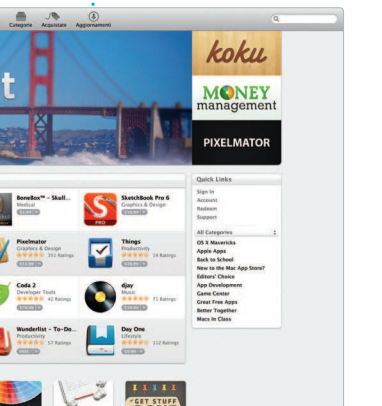 Categorie Acquistate Aggiornamenti
t
koku
MONEY
management
PIXELMATOR
Quick Links
Sign In
Account
Redeem
Support
All Categories
OS X Mavericks
Apple Apps
Back to School
New to the Mac App Store?
Editors' Choice
App Development
Game Center
Great Free Apps
Better Together
Macs In Class
BoneBox™ – Skull...
Medical
SketchBook Pro 6
Graphics & Design
PRO
Pixelmator
Graphics & Design
351 Ratings
Things
Productivity
Coda 2
Developer Tools
42 Ratings
djay
Music
71 Ratings
Wunderlist – To-Do...
Productivity
57 Ratings
Day One
Lifestyle
112 Ratings
GET STUFF